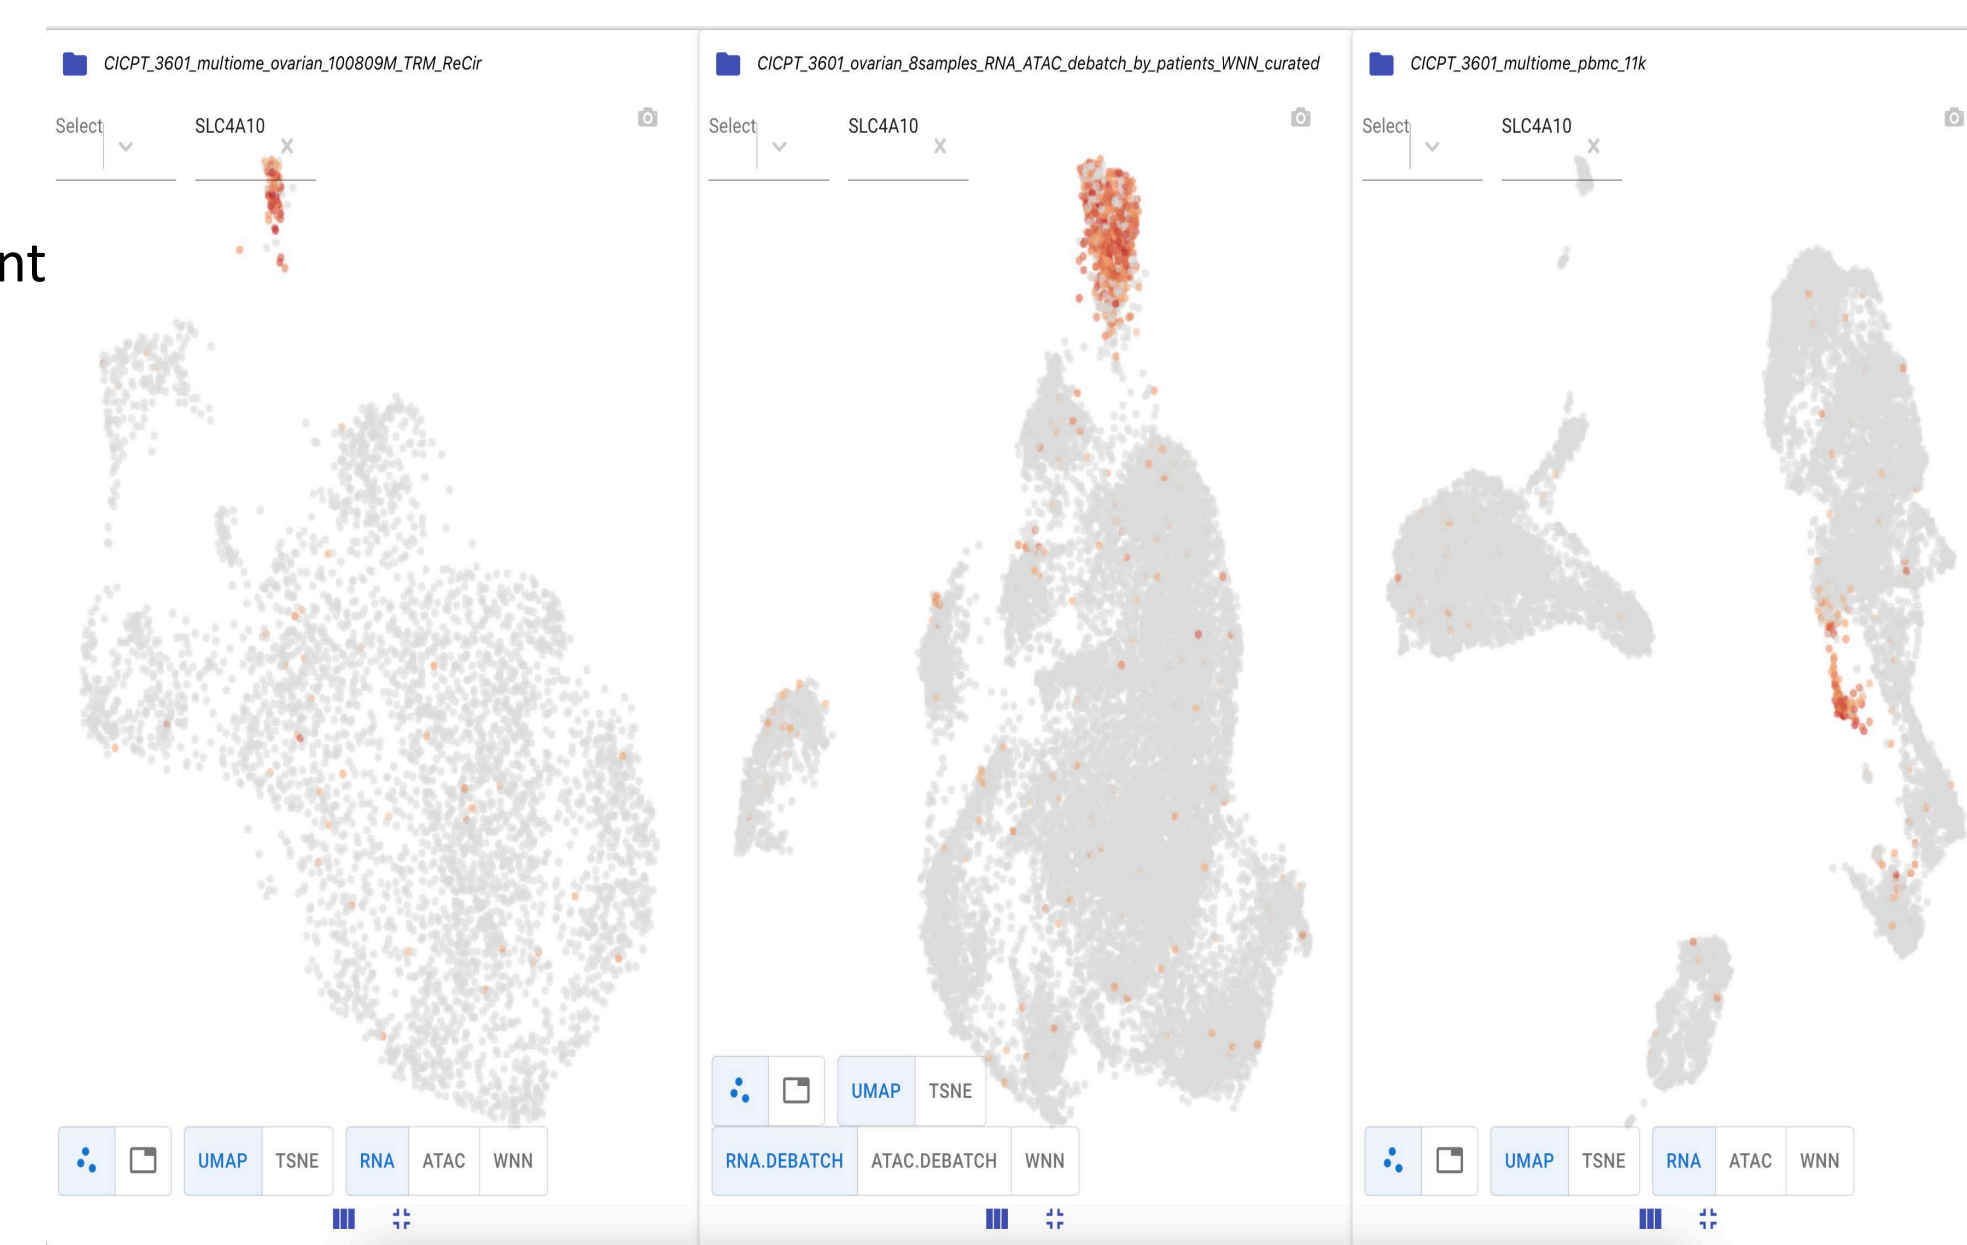 CICPT_3601_multiome_ovarian_100809M_TRM_ReCir
CICPT_3601_ovarian_8samples_RNA_ATAC_debatch_by_patients_WNN_curated
CICPT_3601_multiome_pbmc_11k
Select SLC4A10 X
Select SLC4A10 X
Select SLC4A10 X
nt
UMAP TSNE
UMAP TSNE RNA ATAC WNN
RNA.DEBATCH ATAC.DEBATCH WNN
UMAP TSNE RNA ATAC WNN